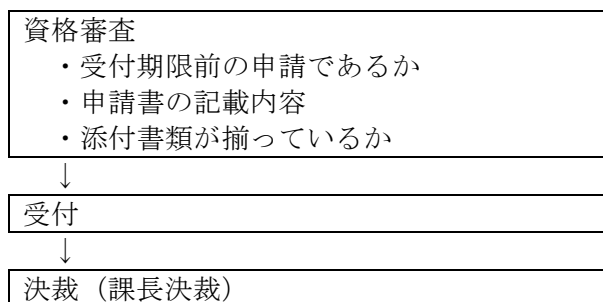 資格審査
・受付期限前の申請であるか
・申請書の記載内容
・添付書類が揃っているか
↓
受付
↓
決裁（課長決裁）